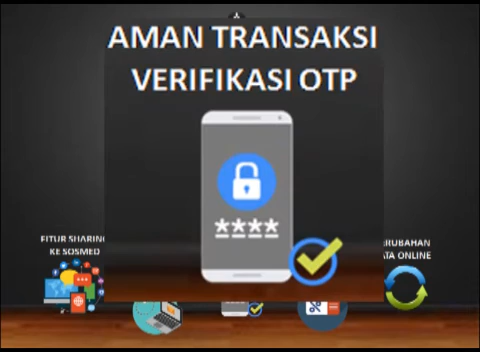 AMAN TRANSAKSI
VERIFIKASI OTP
****
FITUR SHARING
KE SOSMED
RUBAHAN
ATA ONLINE
%